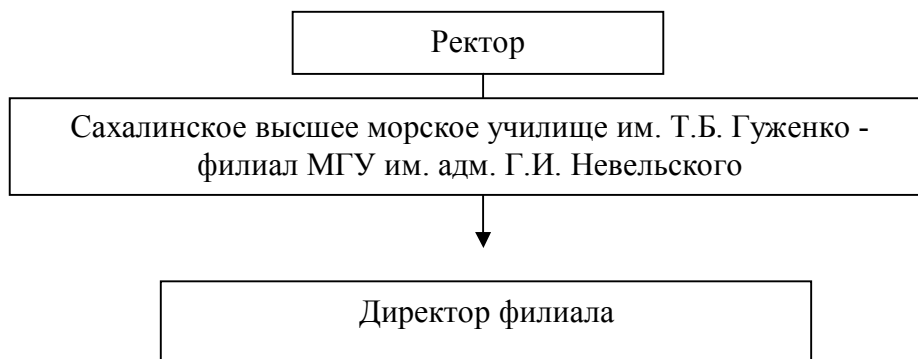 Ректор
Сахалинское высшее морское училище им. Т.Б. Гуженко -
филиал МГУ им. адм. Г.И. Невельского
Директор филиала